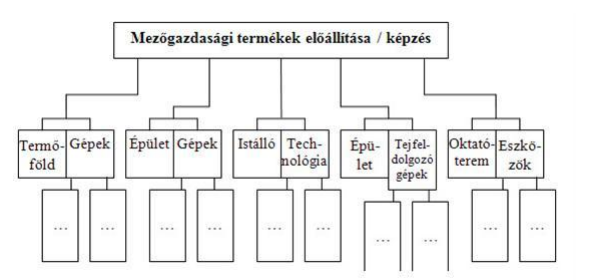 Mezőgazdasági termékek előállítása / képzés
Termő-
föld
Gépek
Épület
Gépek
Istálló
Tech-
nológia
Épü-
let
Tejfel-
dolgozó
gépek
Oktató-
terem
Eszkö-
zök
...
...
...
...
...
...
...
...
...
...